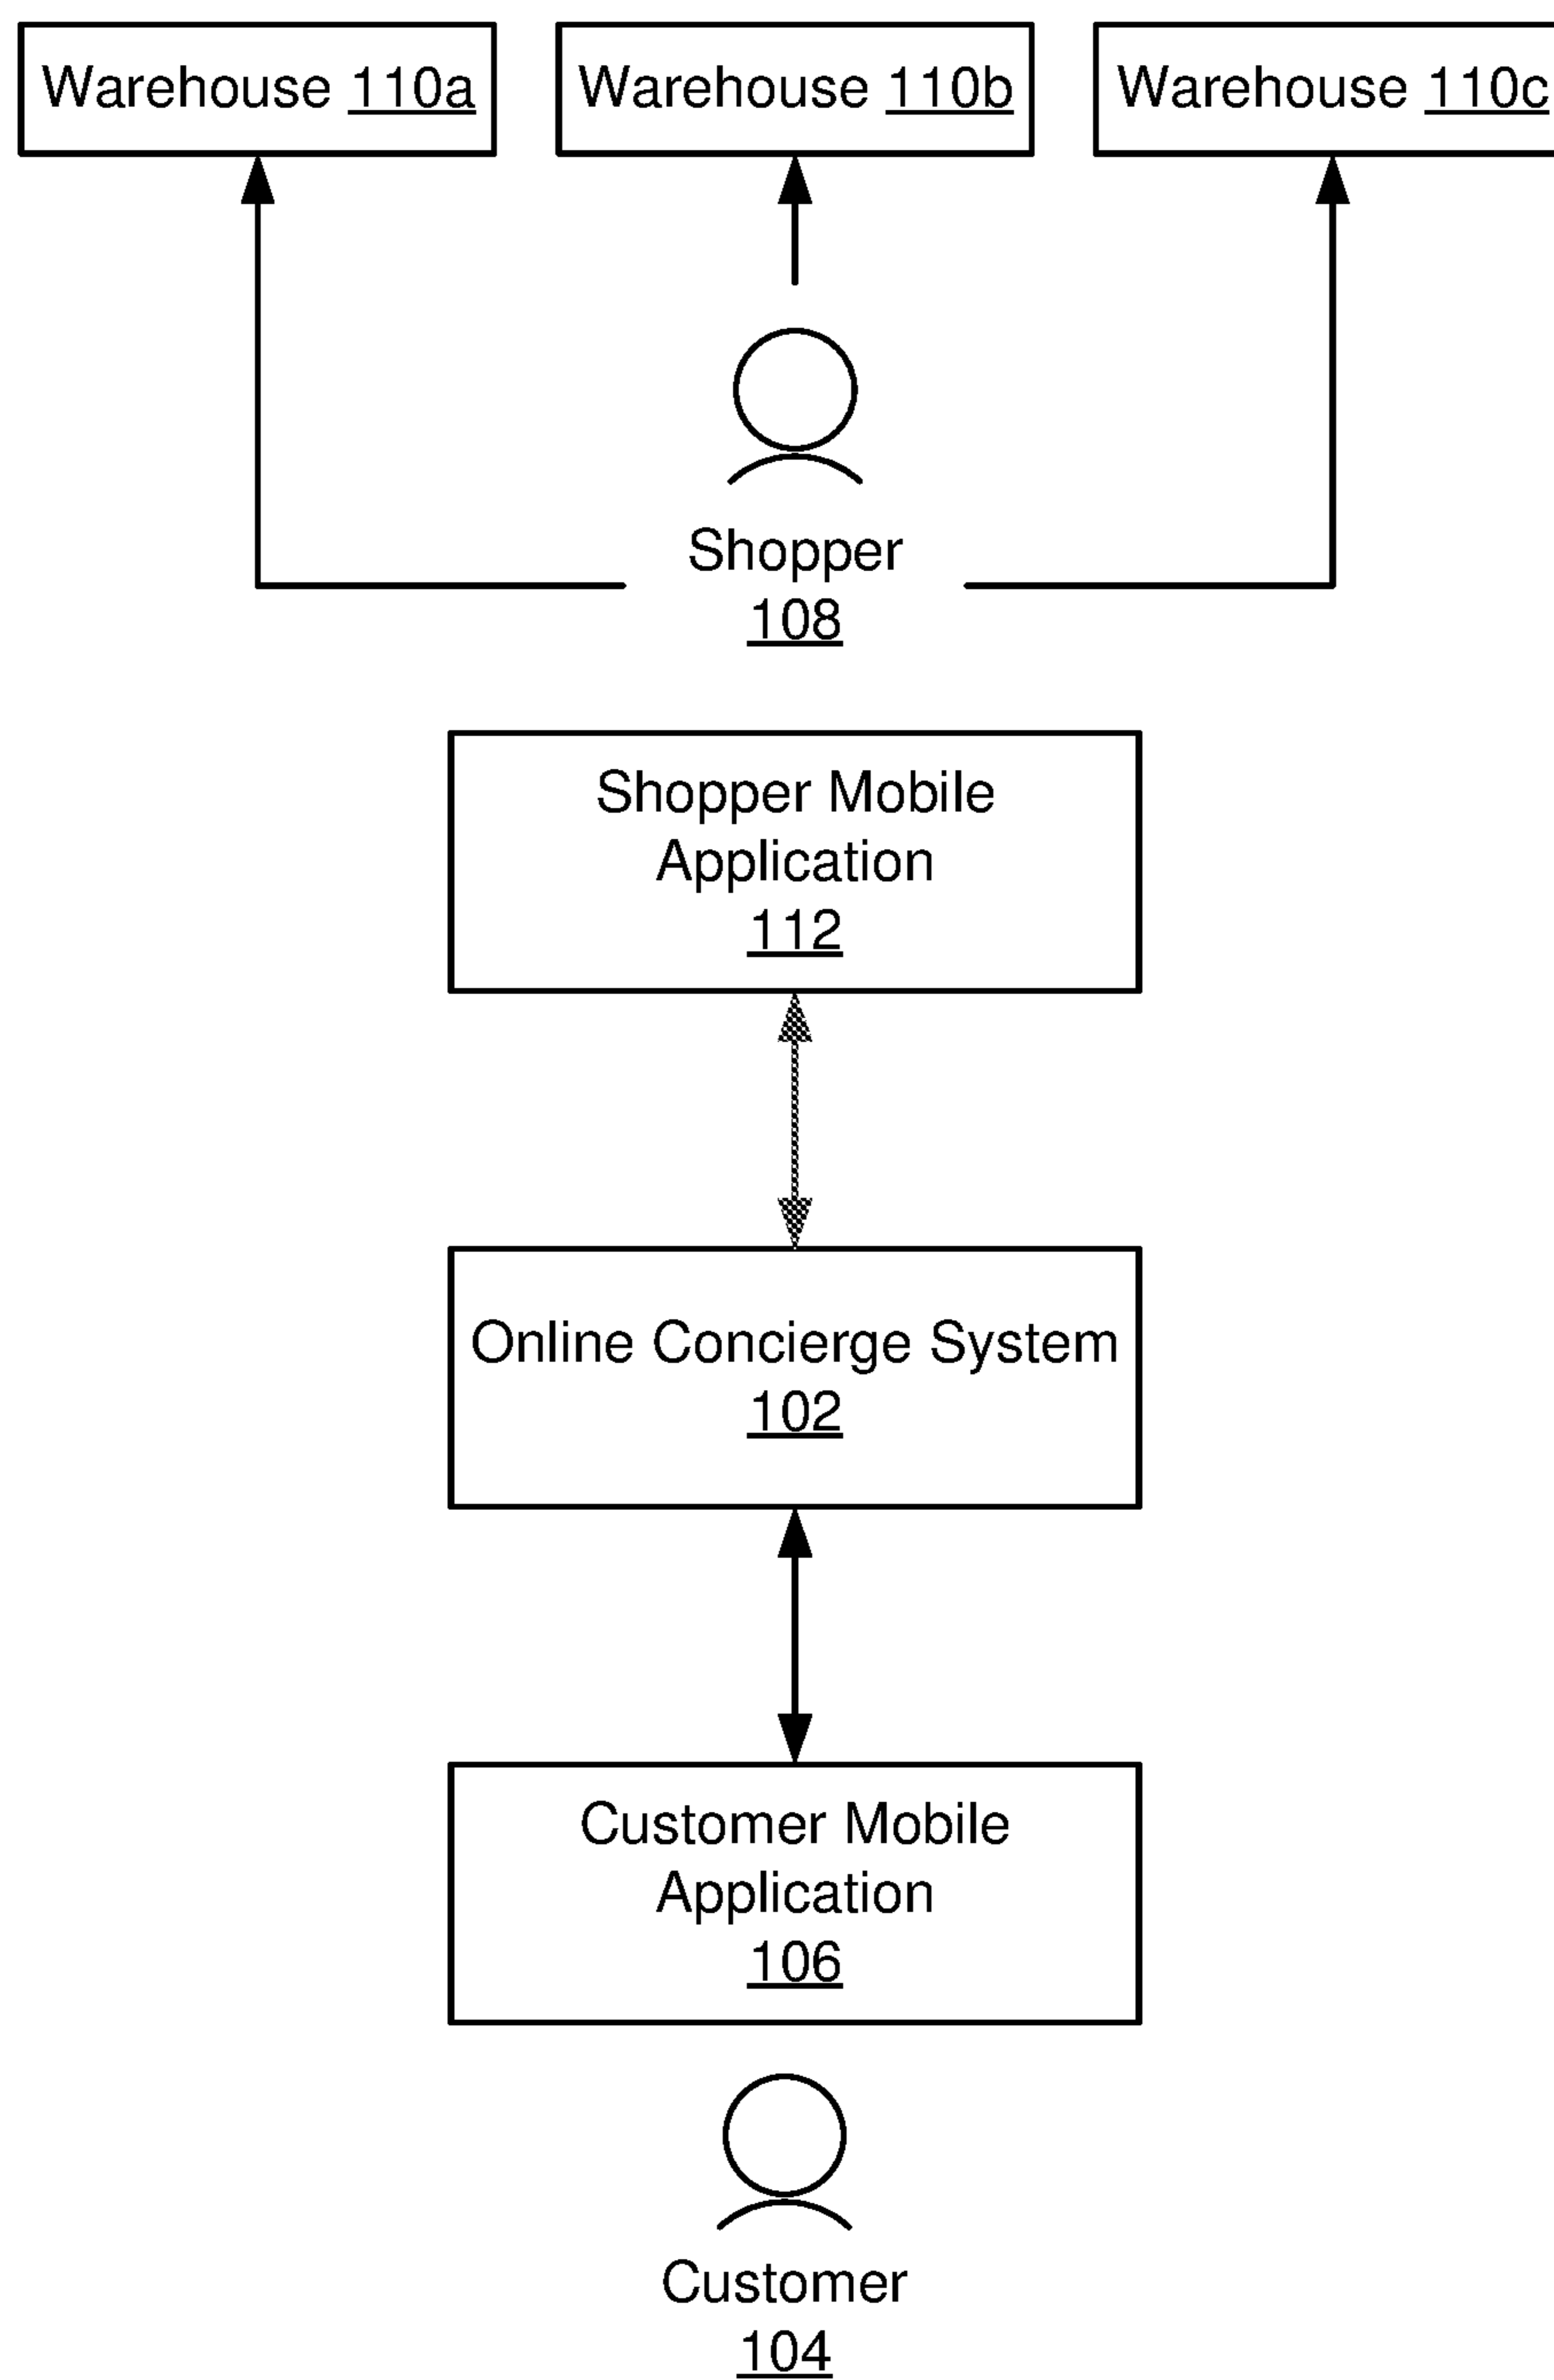 Warehouse 110a
Warehouse 110b
Warehouse 110c
Shopper
108
Shopper Mobile
Application
112
Online Concierge System
102
Customer Mobile
Application
106
Customer
104